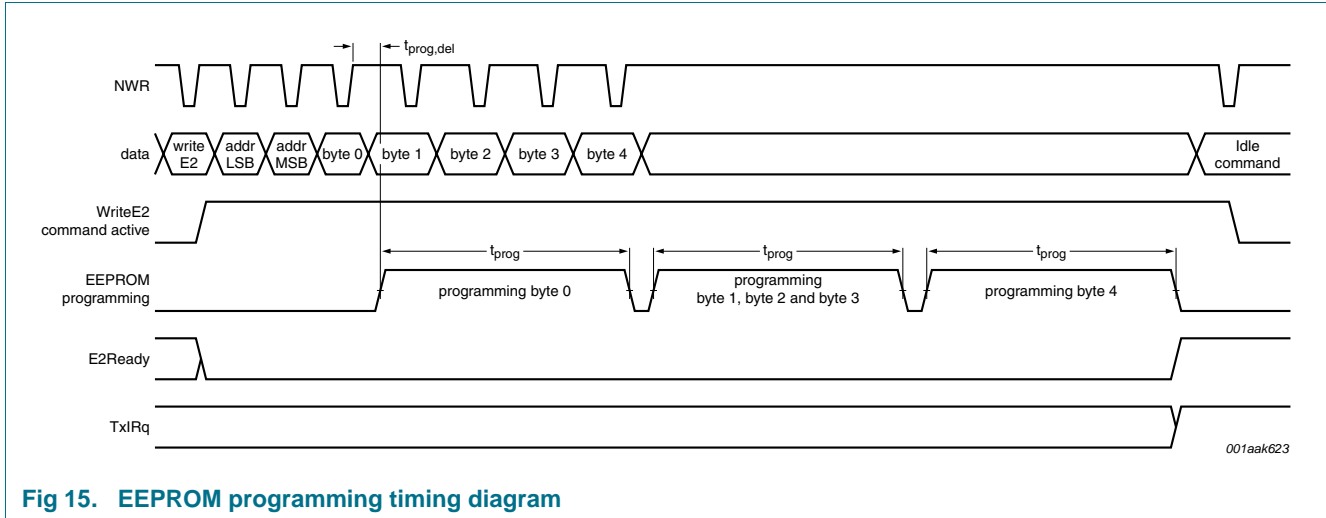 t_prog,del
NWR
data
write
E2
addr
LSB
addr
MSB
byte 0
byte 1
byte 2
byte 3
byte 4
Idle
command
WriteE2
command active
t_prog
t_prog
t_prog
EEPROM
programming
programming byte 0
programming
byte 1, byte 2 and byte 3
programming byte 4
E2Ready
TxIRq
001aak623
Fig 15. EEPROM programming timing diagram